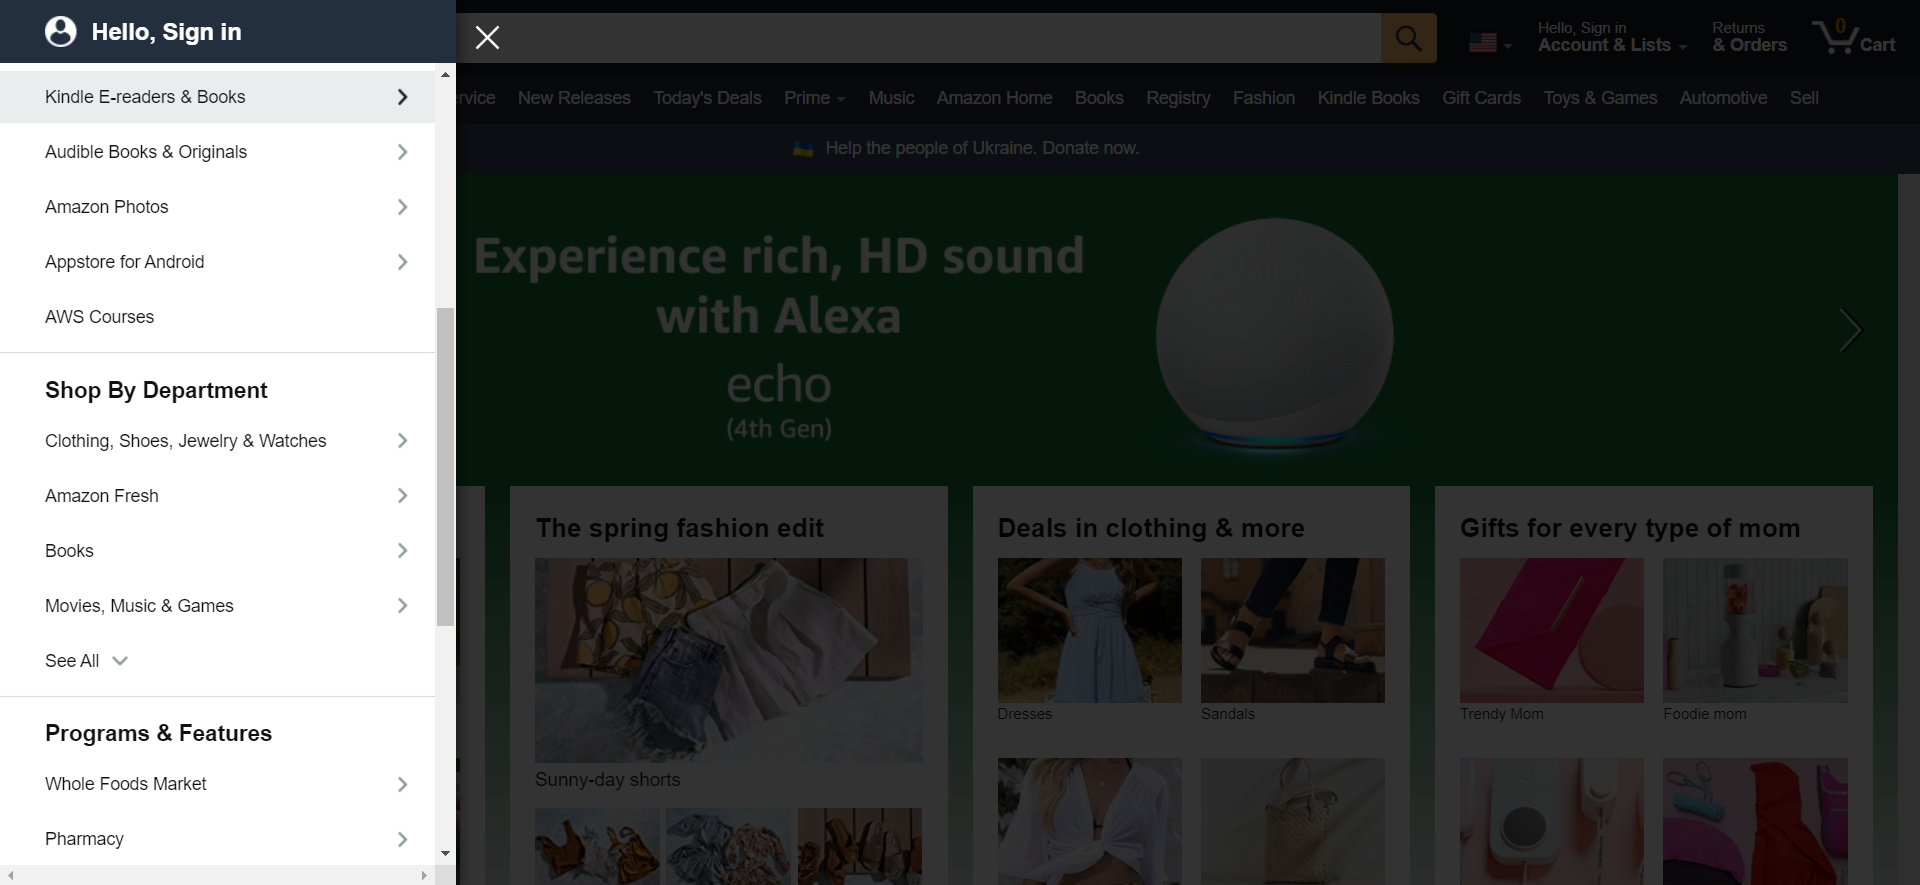 Hello, Sign in
Kindle E-readers & Books
Audible Books & Originals
Amazon Photos
Appstore for Android
AWS Courses
Shop By Department
Clothing, Shoes, Jewelry & Watches
Amazon Fresh
Books
Movies, Music & Games
See All
Programs & Features
Whole Foods Market
Pharmacy
Hello, Sign in
Account & Lists
Returns
& Orders
0
Cart
ervice New Releases Today's Deals Prime Music Amazon Home Books Registry Fashion Kindle Books Gift Cards Toys & Games Automotive Sell
Help the people of Ukraine. Donate now.
Experience rich, HD sound
with Alexa
echo
(4th Gen)
The spring fashion edit
Sunny-day shorts
Deals in clothing & more
Dresses
Sandals
Gifts for every type of mom
Trendy Mom
Foodie mom